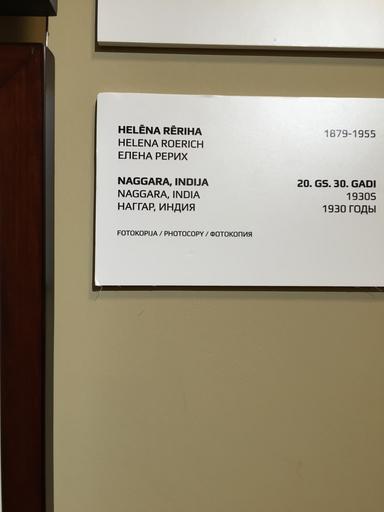 HELĒNA RĒRIHA 1879-1955
HELENA ROERICH
ЕЛЕНА РЕРИХ
NAGGARA, INDIJA 20. GS. 30. GADI
NAGGARA, INDIA 1930S
НАГГАР, ИНДИЯ 1930 ГОДЫ
FOTOKOPIJA / PHOTOCOPY / ФОТОКОПИЯ